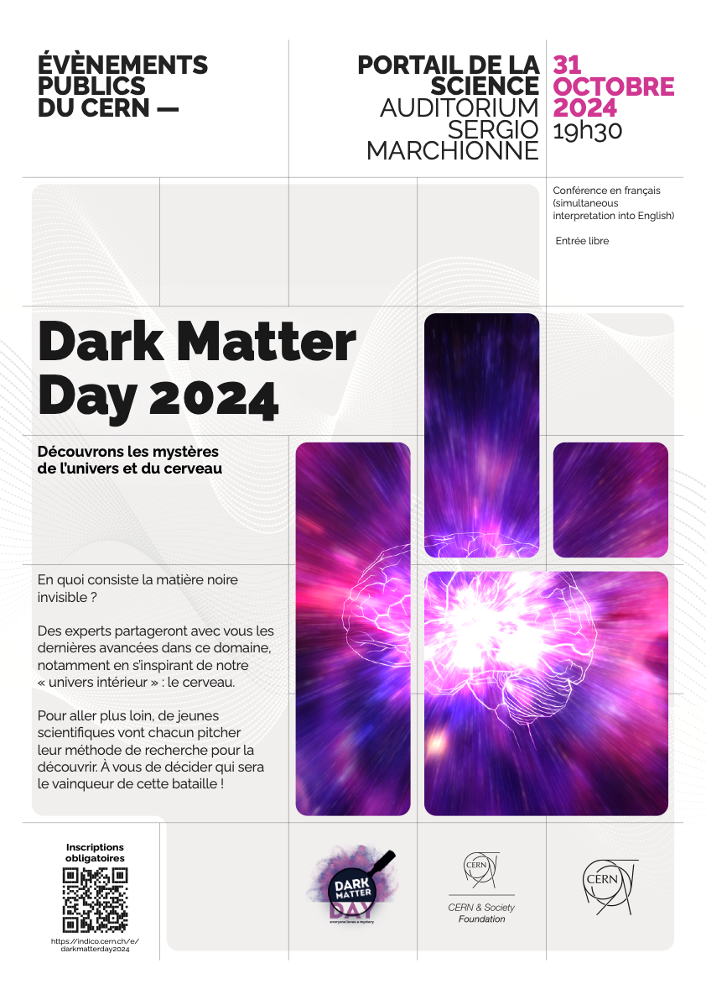 ÉVÈNEMENTS
PUBLICS
DU CERN —
PORTAIL DE LA
SCIENCE
AUDITORIUM
SERGIO
MARCHIONNE
31
OCTOBRE
2024
19h30
Conférence en français
(simultaneous
interpretation into English)
Entrée libre
Dark Matter
Day 2024
Découvrons les mystères
de l'univers et du cerveau
En quoi consiste la matière noire
invisible ?
Des experts partageront avec vous les
dernières avancées dans ce domaine,
notamment en s'inspirant de notre
« univers intérieur » : le cerveau.
Pour aller plus loin, de jeunes
scientifiques vont chacun pitcher
leur méthode de recherche pour la
découvrir. À vous de décider qui sera
le vainqueur de cette bataille !
Inscriptions
obligatoires
https://indico.cern.ch/e/
darkmatterday2024
DARK
MATTER
DAY
everyone loves a mystery
CERN
CERN & Society
Foundation
CERN